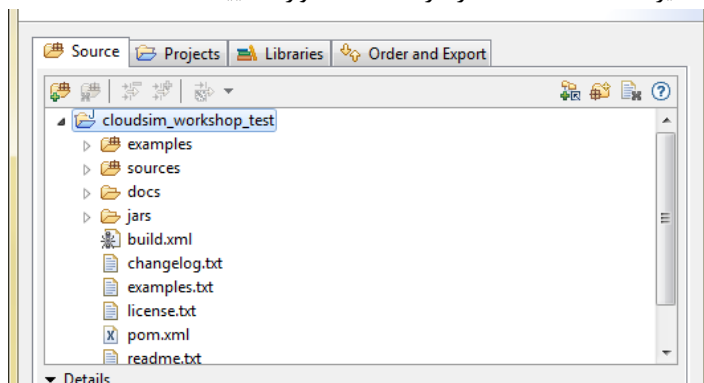 Source Projects Libraries Order and Export
cloudsim_workshop_test
examples
sources
docs
jars
build.xml
changelog.txt
examples.txt
license.txt
pom.xml
readme.txt
Details